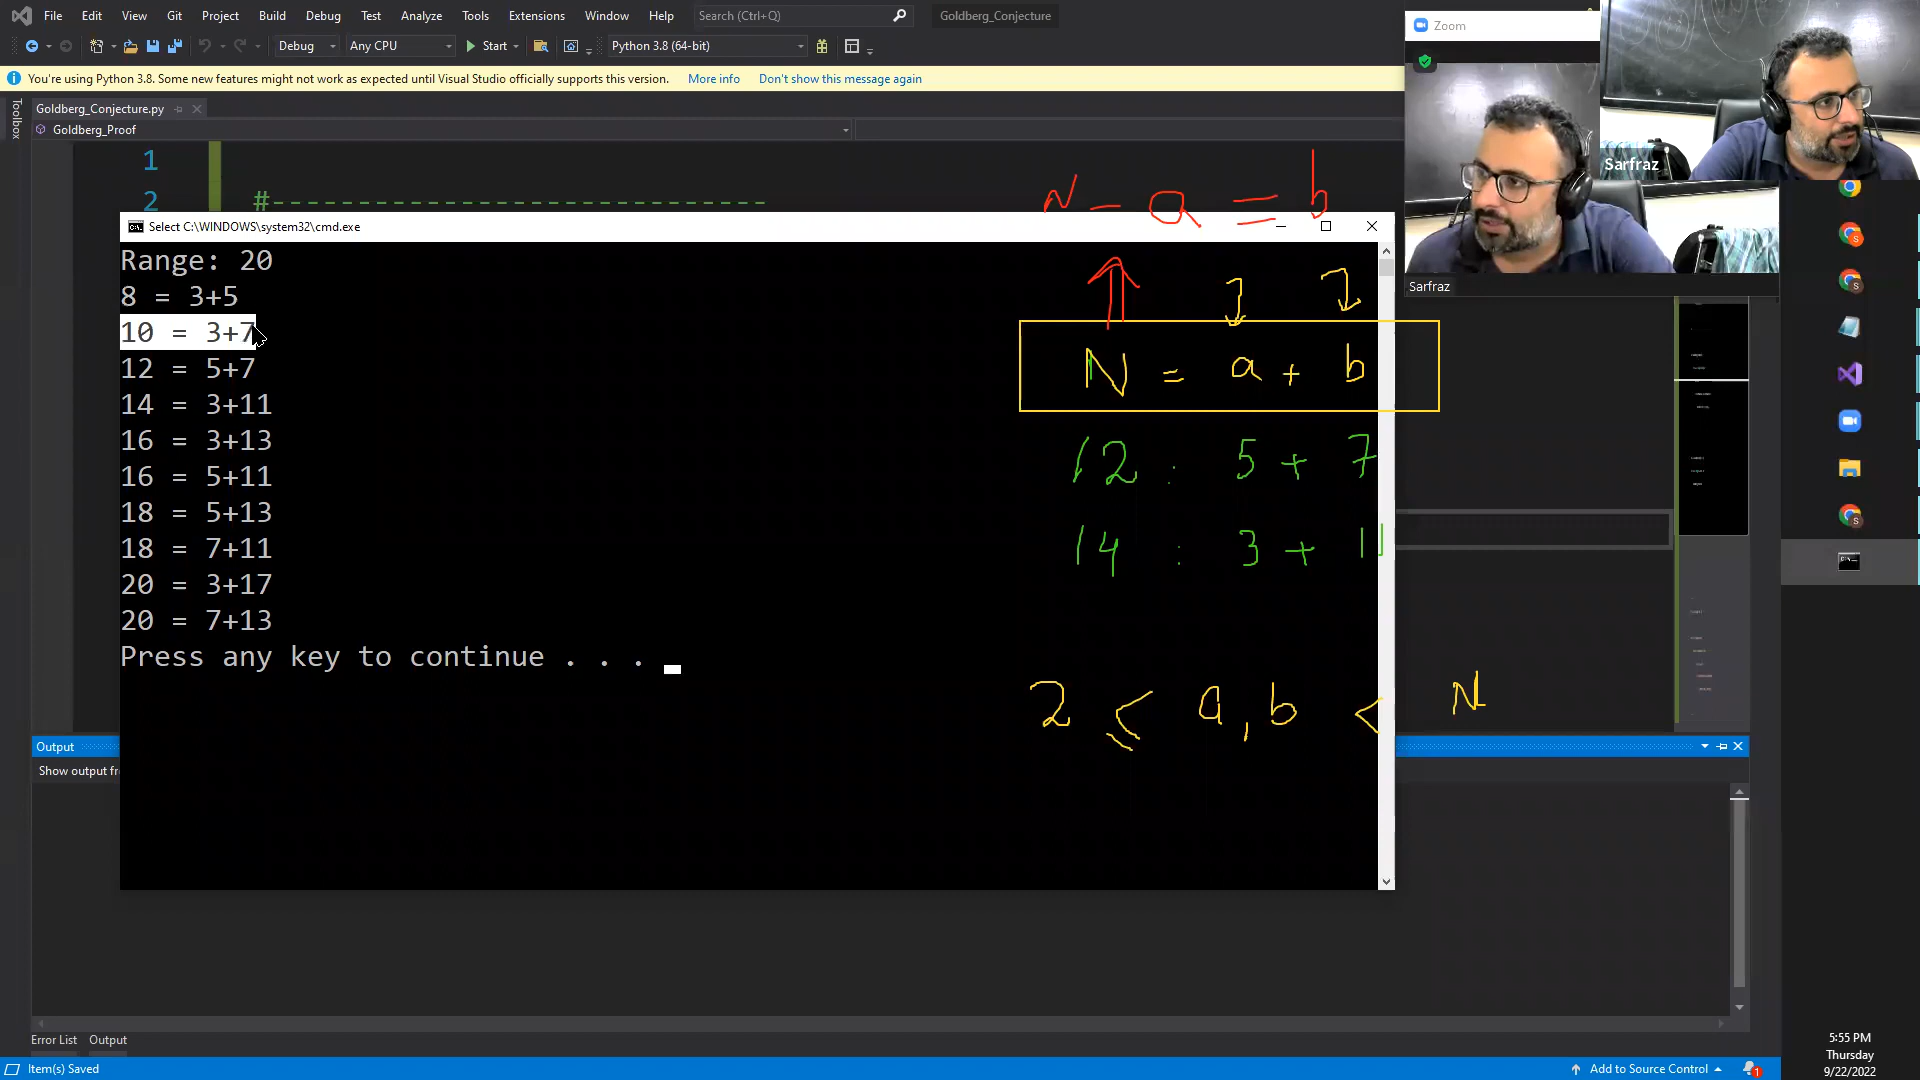 File Edit View Git Project Build Debug Test Analyze Tools Extensions Window Help Search (Ctrl+Q) Goldberg_Conjecture
Debug Any CPU Start Python 3.8 (64-bit)
You're using Python 3.8. Some new features might not work as expected until Visual Studio officially supports this version. More info Don't show this message again
Toolbox
Goldberg_Conjecture.py
Goldberg_Proof
1
2 #-----------------------------
Select C:\WINDOWS\system32\cmd.exe
Range: 20
8 = 3+5
10 = 3+7
12 = 5+7
14 = 3+11
16 = 3+13
16 = 5+11
18 = 5+13
18 = 7+11
20 = 3+17
20 = 7+13
Press any key to continue . . .
N - a = b
N = a + b
12 : 5 + 7
14 : 3 + 11
2 ≤ a, b < N
Zoom
Sarfraz
Sarfraz
Output
Show output fr
Error List Output
Item(s) Saved
Add to Source Control
1
5:55 PM
Thursday
9/22/2022